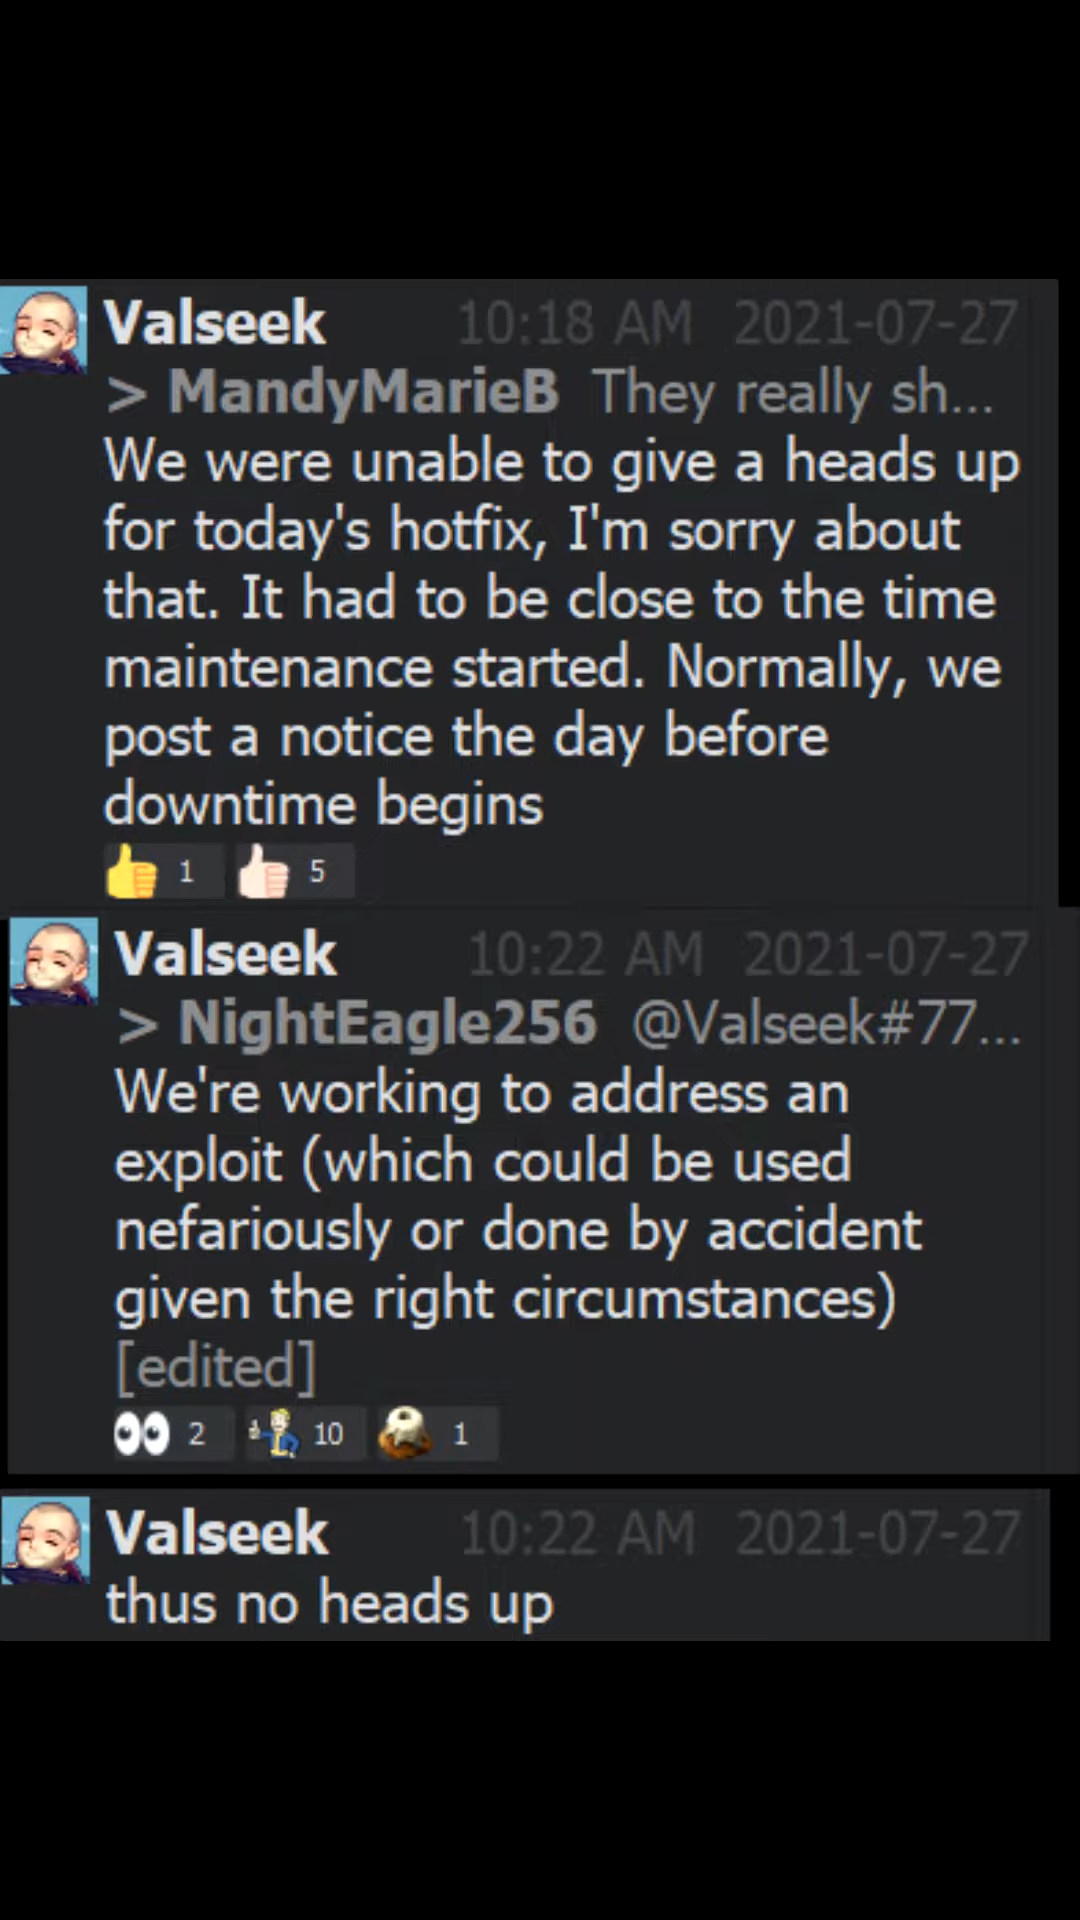 Valseek 10:18 AM 2021-07-27
> MandyMarieB They really sh...
We were unable to give a heads up
for today's hotfix, I'm sorry about
that. It had to be close to the time
maintenance started. Normally, we
post a notice the day before
downtime begins
1 5
Valseek 10:22 AM 2021-07-27
> NightEagle256 @Valseek#77...
We're working to address an
exploit (which could be used
nefariously or done by accident
given the right circumstances)
[edited]
2 10 1
Valseek 10:22 AM 2021-07-27
thus no heads up